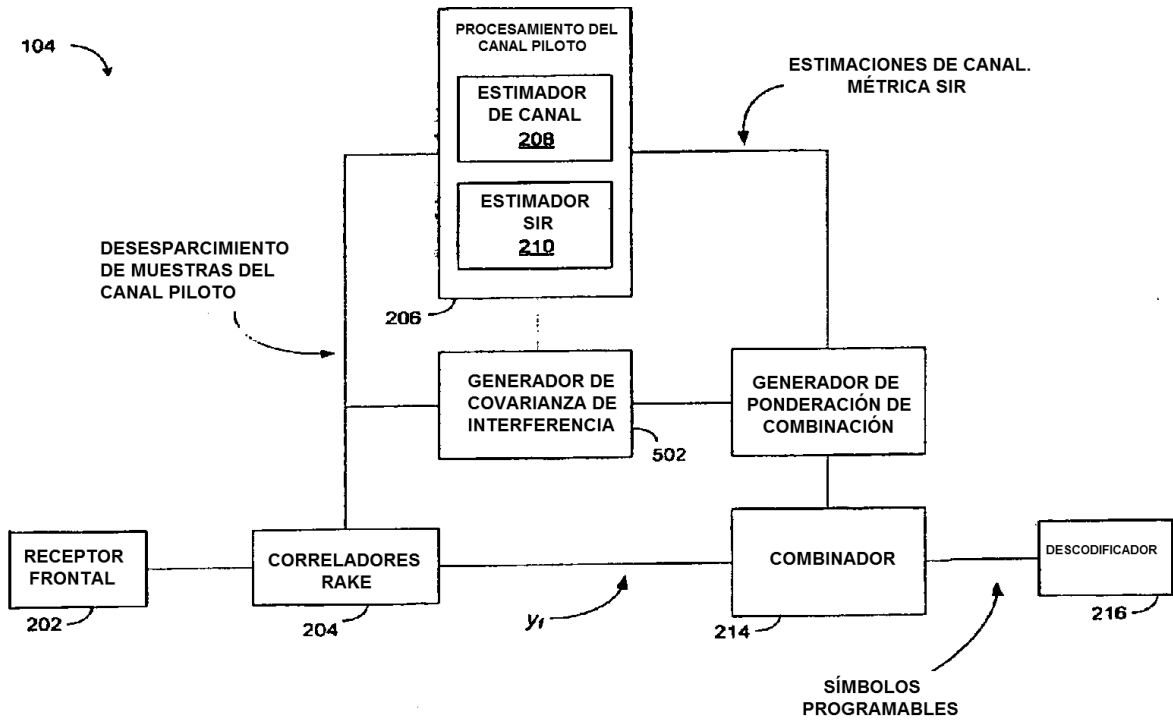 104
PROCESAMIENTO DEL
CANAL PILOTO
ESTIMADOR
DE CANAL
208
ESTIMADOR
SIR
210
206
ESTIMACIONES DE CANAL.
MÉTRICA SIR
DESESPARCIMIENTO
DE MUESTRAS DEL
CANAL PILOTO
GENERADOR DE
COVARIANZA DE
INTERFERENCIA
502
GENERADOR DE
PONDERACIÓN DE
COMBINACIÓN
RECEPTOR
FRONTAL
202
CORRELADORES
RAKE
204
yf
COMBINADOR
214
DESCODIFICADOR
216
SÍMBOLOS
PROGRAMABLES